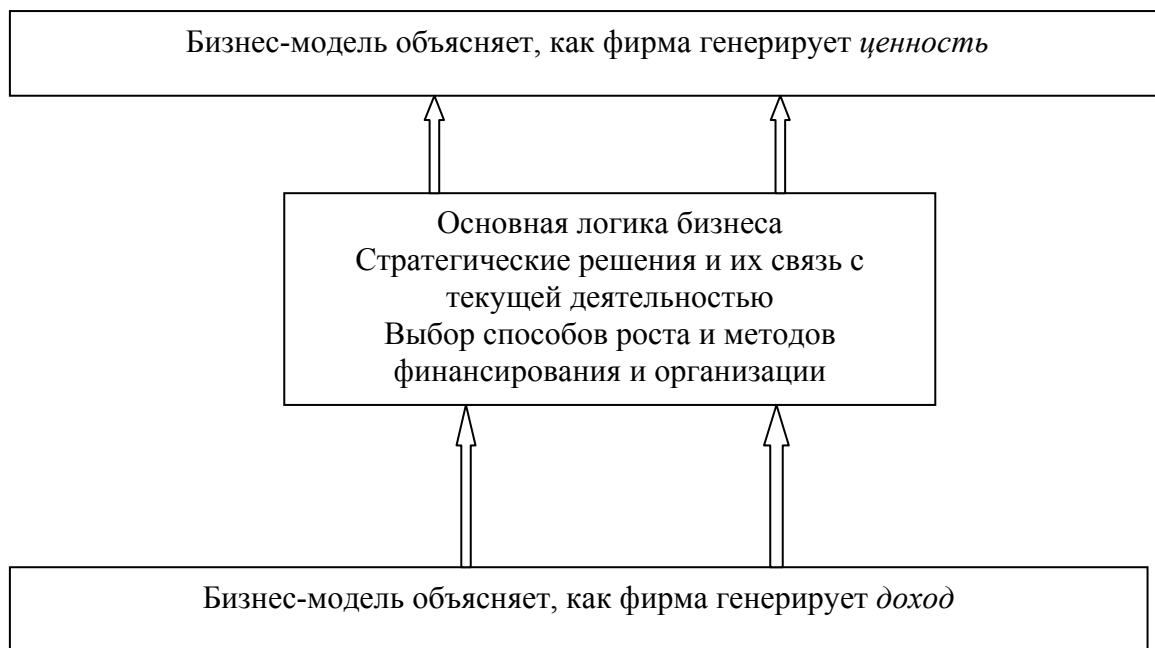 Бизнес-модель объясняет, как фирма генерирует ценность
Основная логика бизнеса
Стратегические решения и их связь с
текущей деятельностью
Выбор способов роста и методов
финансирования и организации
Бизнес-модель объясняет, как фирма генерирует доход